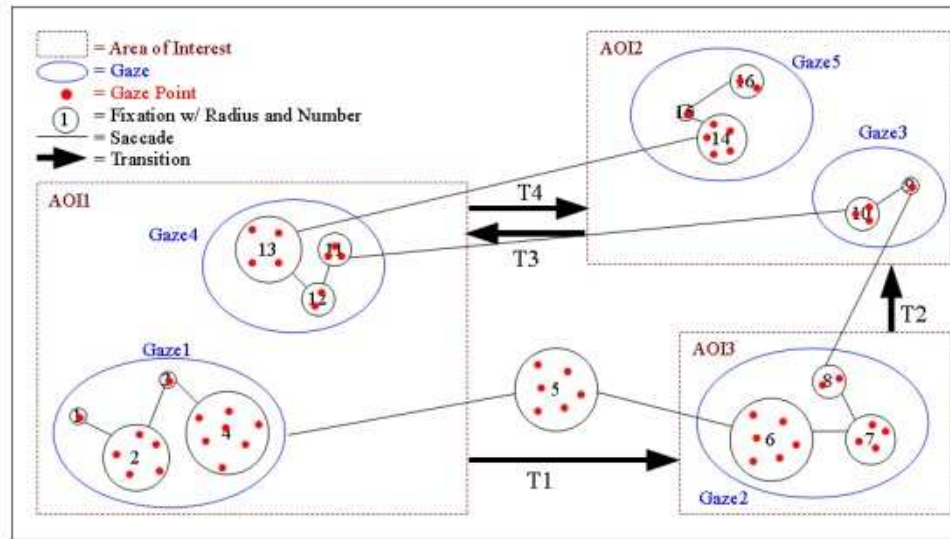 = Area of Interest
= Gaze
= Gaze Point
1 = Fixation w/ Radius and Number
= Saccade
= Transition
AOI2
Gaze5
16
15
14
Gaze3
9
10
AOI1
T4
Gaze4
13
11
T3
12
T2
Gaze1
AOI3
1
3
5
8
2
4
6
7
T1
Gaze2